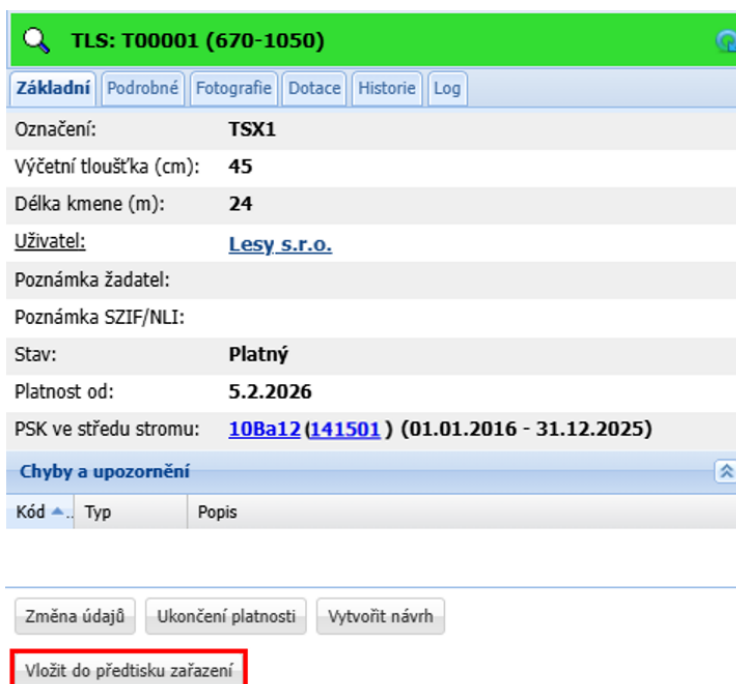 TLS: T00001 (670-1050)
Základní Podrobné Fotografie Dotace Historie Log
Označení: TSX1
Výčetní tloušťka (cm): 45
Délka kmene (m): 24
Uživatel: Lesy s.r.o.
Poznámka žadatel:
Poznámka SZIF/NLI:
Stav: Platný
Platnost od: 5.2.2026
PSK ve středu stromu: 10Ba12 (141501) (01.01.2016 - 31.12.2025)
Chyby a upozornění
Kód Typ Popis
Změna údajů Ukončení platnosti Vytvořit návrh
Vložit do předtisku zařazení